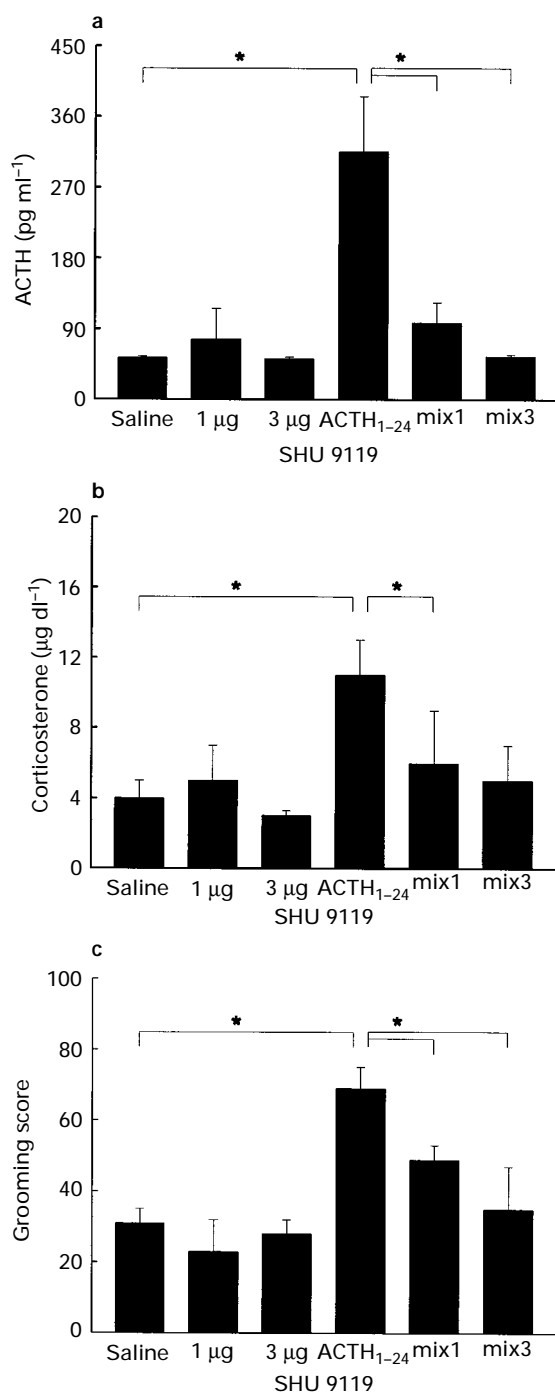 a
*
*
450
360
270
180
90
0
ACTH (pg ml⁻¹)
Saline 1 µg 3 µg ACTH₁₋₂₄ mix1 mix3
SHU 9119
b
20
16
12
8
4
0
*
*
Corticosterone (µg dl⁻¹)
Saline 1 µg 3 µg ACTH₁₋₂₄ mix1 mix3
SHU 9119
c
100
80
60
40
20
0
*
*
Grooming score
Saline 1 µg 3 µg ACTH₁₋₂₄ mix1 mix3
SHU 9119